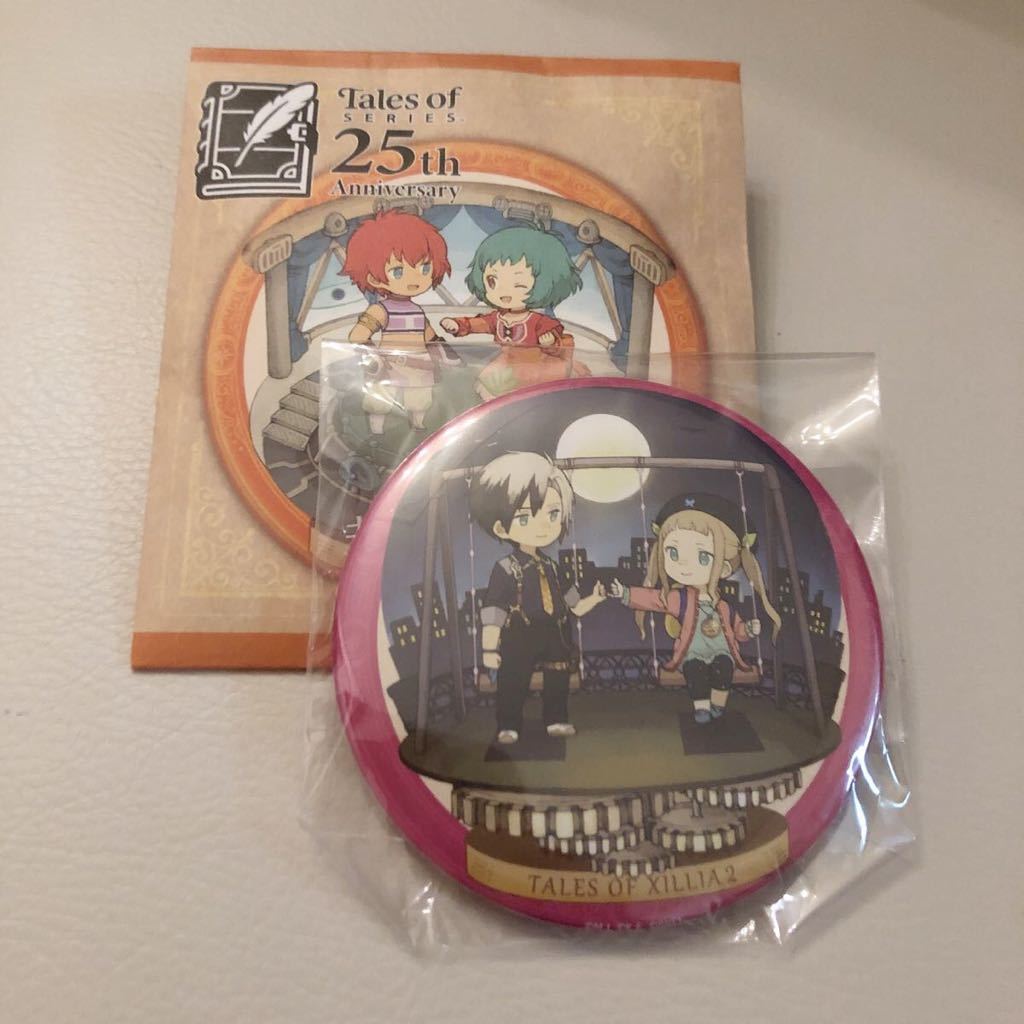 Tales of
SERIES
25th
Anniversary
TALES OF XILLIA 2